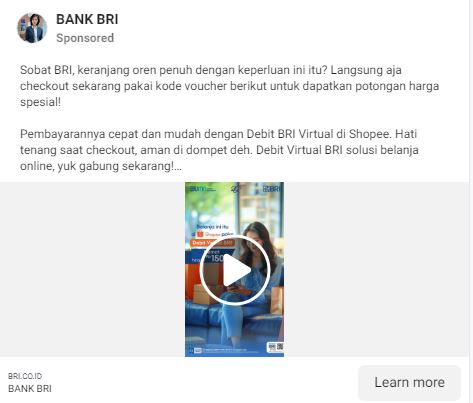 BANK BRI
Sponsored
Sobat BRI, keranjang oren penuh dengan keperluan ini itu? Langsung aja
checkout sekarang pakai kode voucher berikut untuk dapatkan potongan harga
spesial!
Pembayarannya cepat dan mudah dengan Debit BRI Virtual di Shopee. Hati
tenang saat checkout, aman di dompet deh. Debit Virtual BRI solusi belanja
online, yuk gabung sekarang!...
BUMN
BRI
Belanja ini itu
di Shopee pake
Debit Virtual BRI
150
BRI.CO.ID
BANK BRI
Learn more